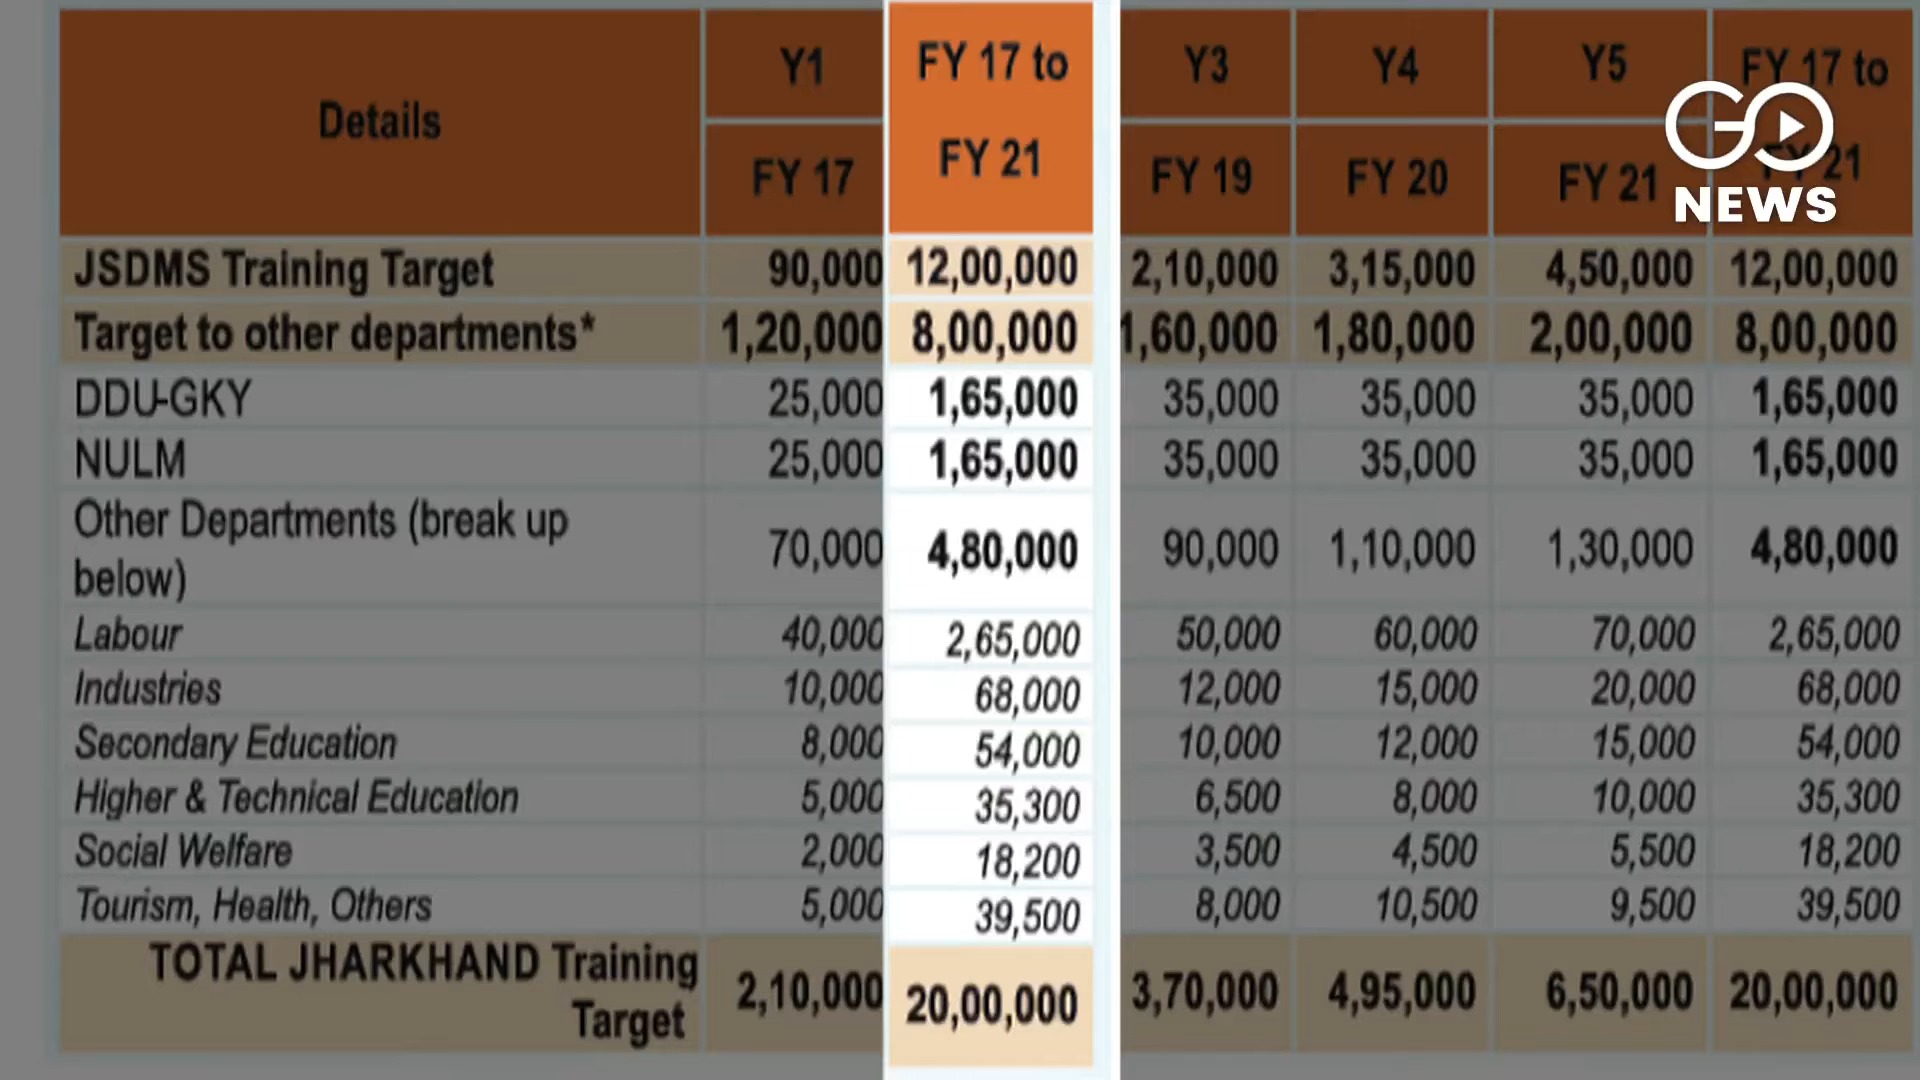 Details Y1 FY 17 to Y3 Y4 Y5 FY 17 to
FY 17 FY 21 FY 19 FY 20 FY 21 FY 21
GO
NEWS
JSDMS Training Target 90,000 12,00,000 2,10,000 3,15,000 4,50,000 12,00,000
Target to other departments* 1,20,000 8,00,000 1,60,000 1,80,000 2,00,000 8,00,000
DDU-GKY 25,000 1,65,000 35,000 35,000 35,000 1,65,000
NULM 25,000 1,65,000 35,000 35,000 35,000 1,65,000
Other Departments (break up
below) 70,000 4,80,000 90,000 1,10,000 1,30,000 4,80,000
Labour 40,000 2,65,000 50,000 60,000 70,000 2,65,000
Industries 10,000 68,000 12,000 15,000 20,000 68,000
Secondary Education 8,000 54,000 10,000 12,000 15,000 54,000
Higher & Technical Education 5,000 35,300 6,500 8,000 10,000 35,300
Social Welfare 2,000 18,200 3,500 4,500 5,500 18,200
Tourism, Health, Others 5,000 39,500 8,000 10,500 9,500 39,500
TOTAL JHARKHAND Training
Target 2,10,000 20,00,000 3,70,000 4,95,000 6,50,000 20,00,000